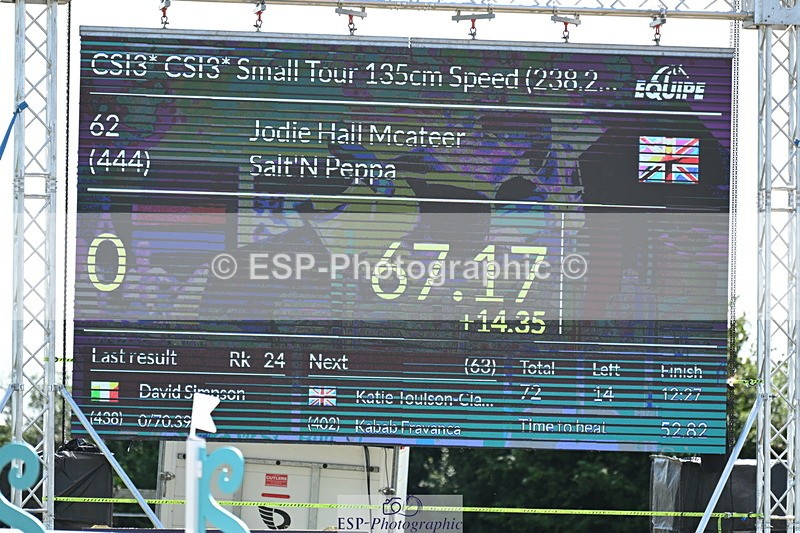 CSI3* CSI3* Small Tour 135cm Speed (238.2...
EQUIPE
62 Jodie Hall Mcateer
(444) Salt'N Peppa
0 67.17
+14.35
© ESP-Photographic ©
Last result Rk 24 Next (63) Total Left Finish
David Simpson Katie Toulson-Cla... 72 14 12:27
(438) 0/70.39 (402) Kabab Fravanca Time to beat 52.82
CUTLERS
ESP-Photographic